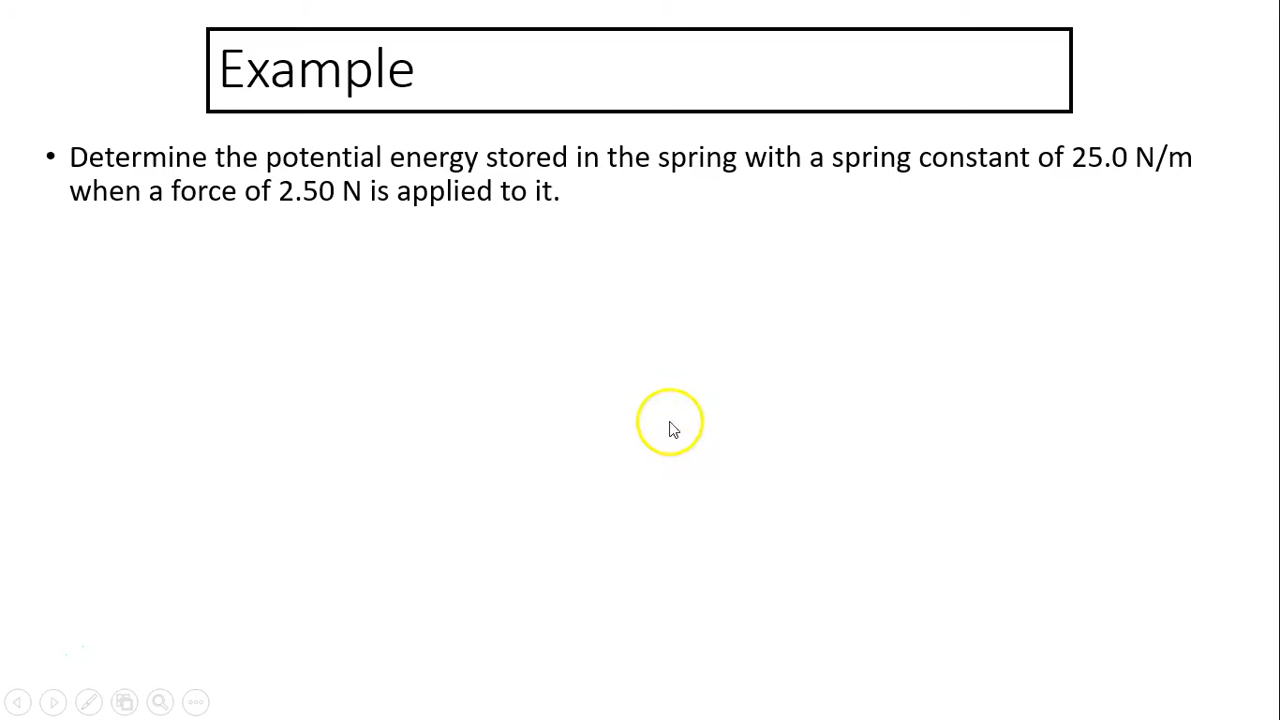 Example
• Determine the potential energy stored in the spring with a spring constant of 25.0 N/m
when a force of 2.50 N is applied to it.